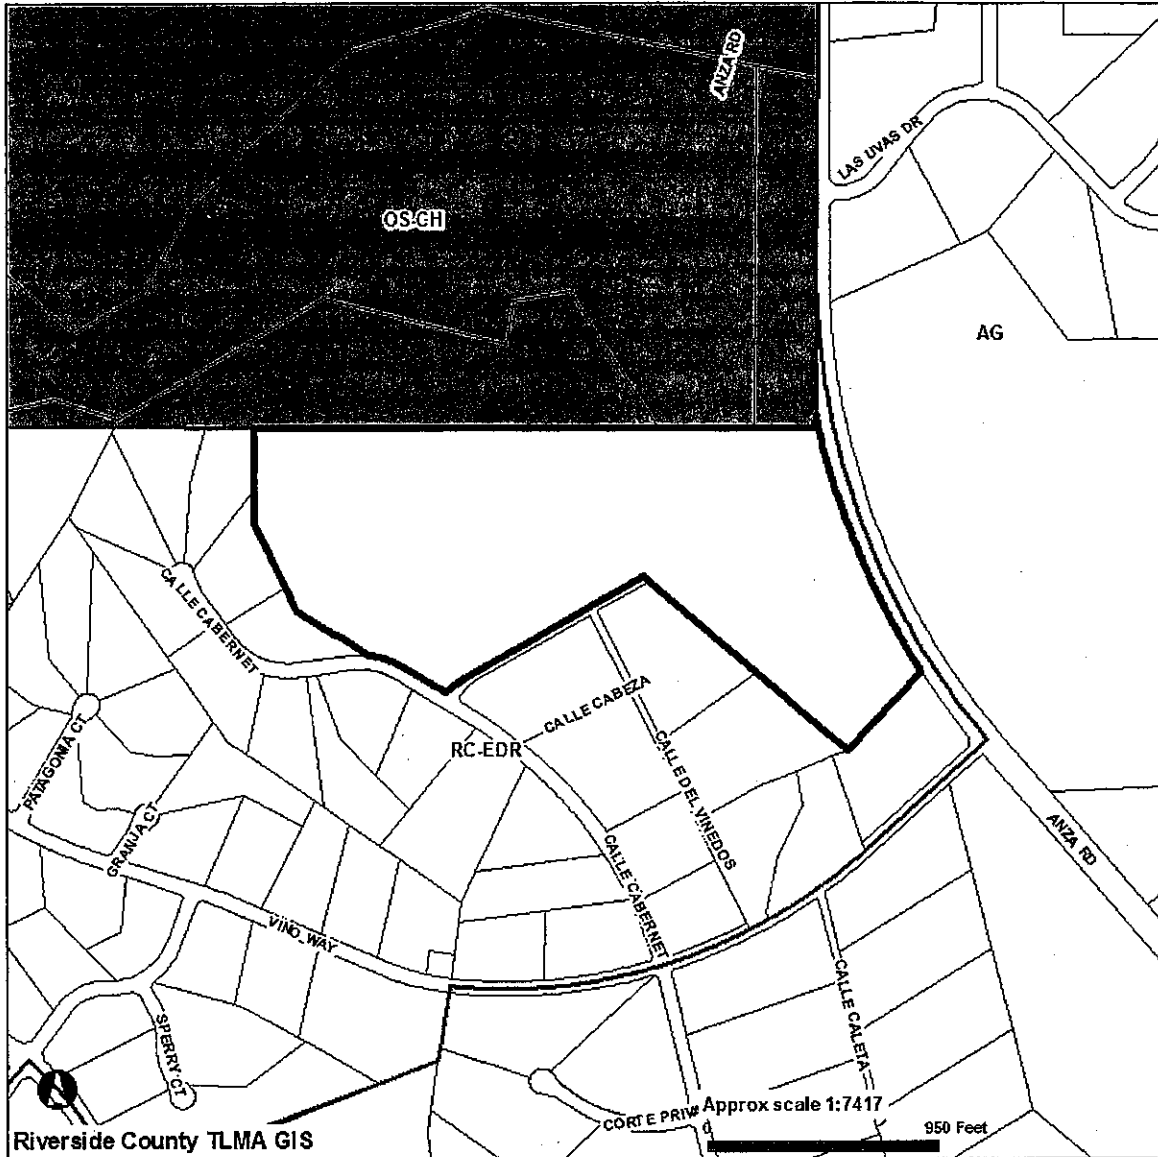 ANZA RD
LAS UVAS DR
OS-CH
AG
CALLE CABERNET
CALLE CABEZA
RC-EDR
PATAGONIA CT
CALLE DEL VINEDOS
GRANJA CT
ANZA RD
CALLE CABERNET
VINO WAY
CALLE CALETA
SPERRY CT
CORTE PRIV
Approx scale 1:7417
0
950 Feet
Riverside County TLMA GIS